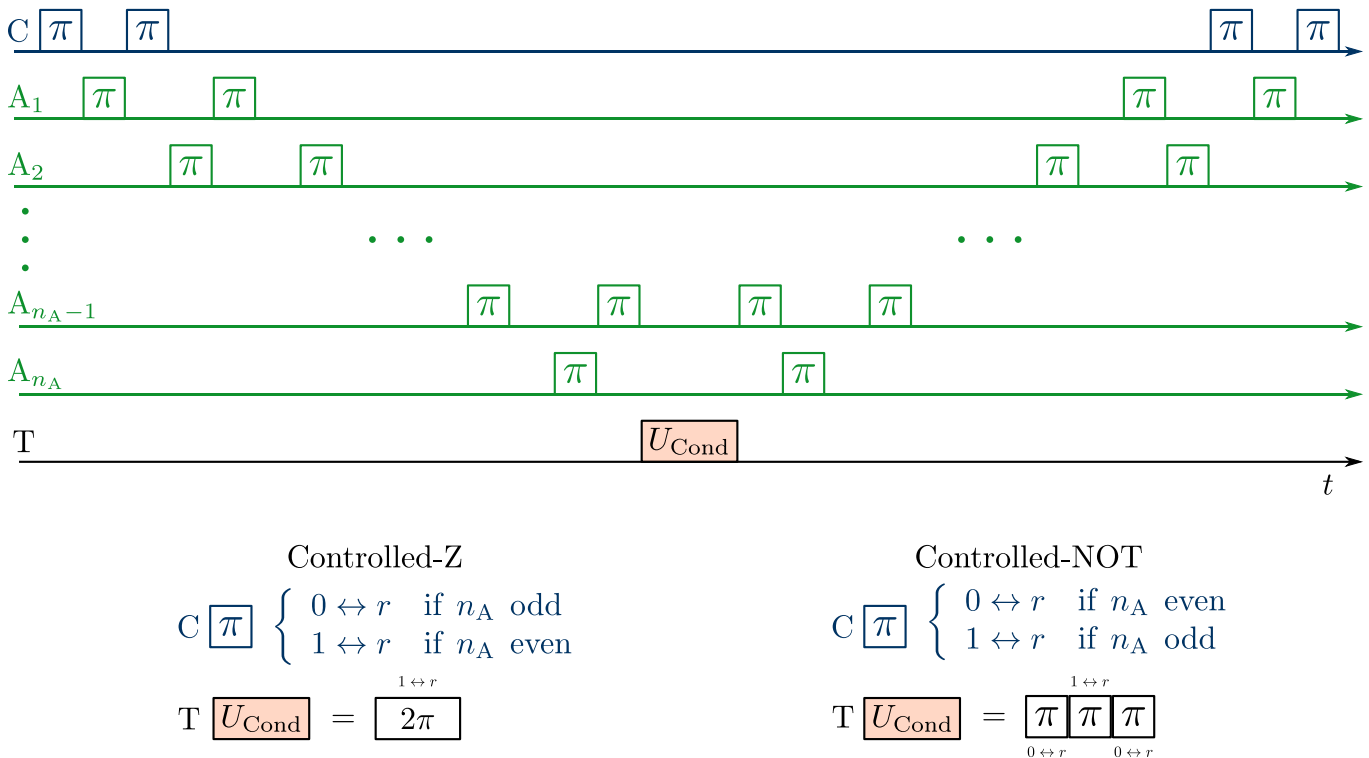 C π π π π
A₁ π π π π
A₂ π π π π
⋮ ⋯ ⋯
Aₙ_A₋₁ π π π π
Aₙ_A π π
T U_Cond
t
Controlled-Z Controlled-NOT
C π { 0 ↔ r if n_A odd
1 ↔ r if n_A even
C π { 0 ↔ r if n_A even
1 ↔ r if n_A odd
1 ↔ r
T U_Cond = 2π
1 ↔ r
T U_Cond = π π π
0 ↔ r 0 ↔ r